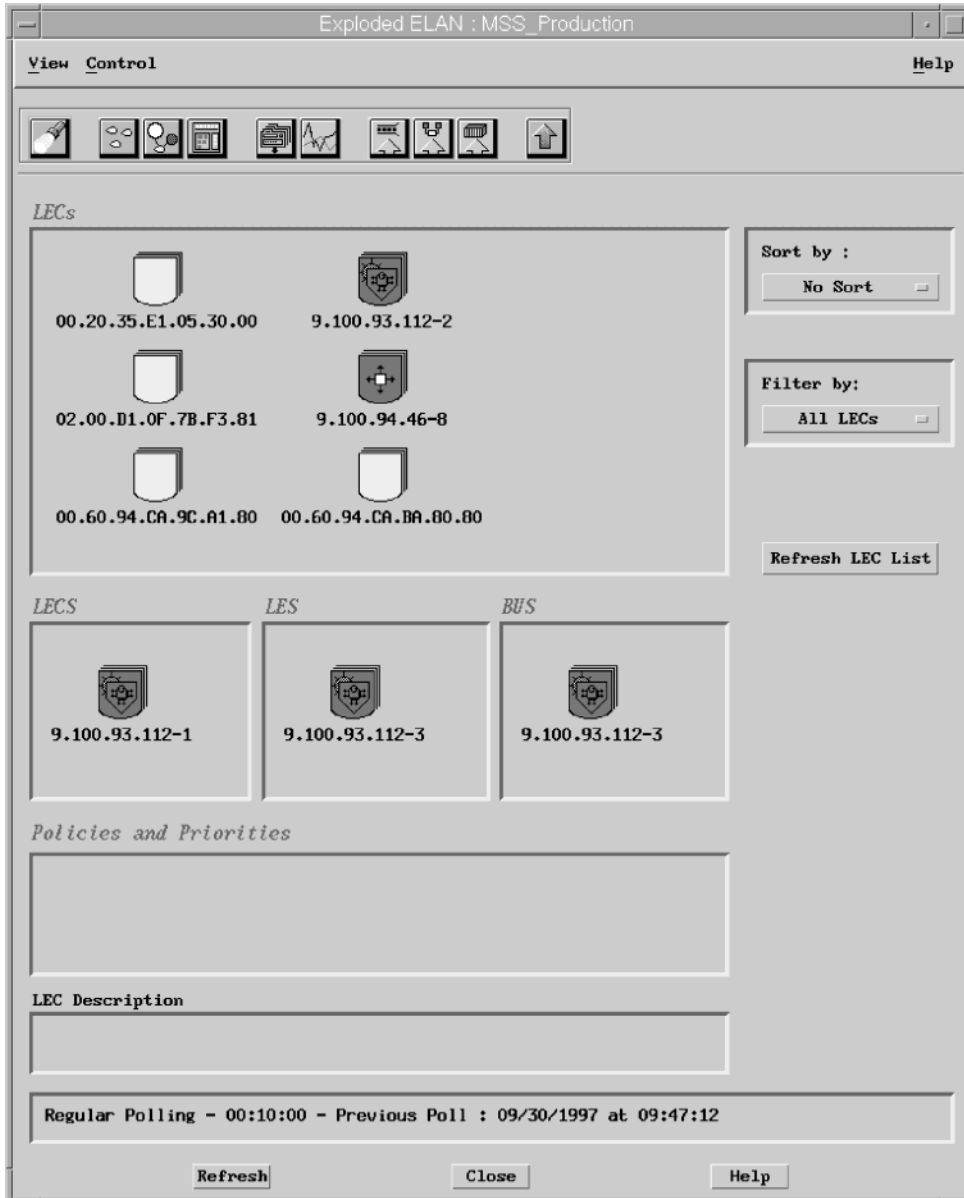 Exploded ELAN : MSS_Production
View Control Help
LECs
00.20.35.E1.05.30.00 9.100.93.112-2
02.00.D1.0F.7B.F3.81 9.100.94.46-8
00.60.94.CA.9C.A1.80 00.60.94.CA.BA.80.80
Sort by :
No Sort
Filter by:
All LECs
Refresh LEC List
LECS LES BUS
9.100.93.112-1 9.100.93.112-3 9.100.93.112-3
Policies and Priorities
LEC Description
Regular Polling - 00:10:00 - Previous Poll : 09/30/1997 at 09:47:12
Refresh Close Help